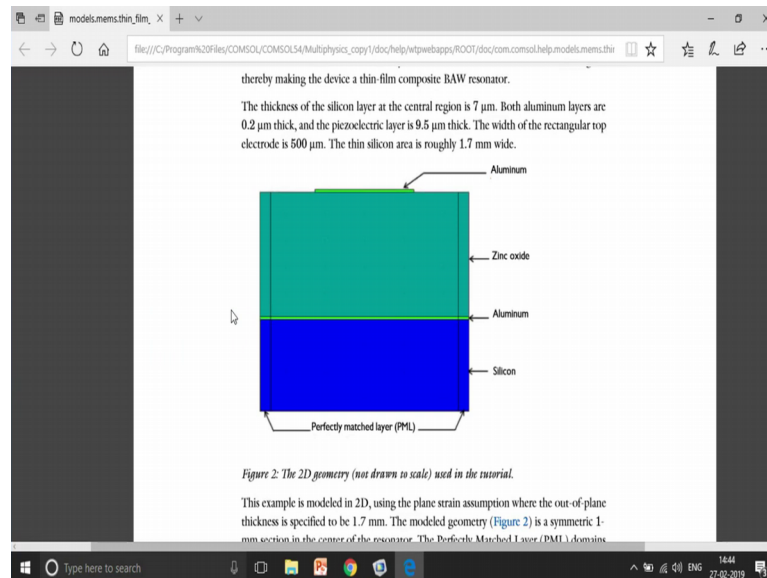 models.mems.thin_film_
file:///C:/Program%20Files/COMSOL/COMSOL54/Multiphysics_copy1/doc/help/wtpwebapps/ROOT/doc/com.comsol.help.models.mems.thin
thereby making the device a thin-film composite BAW resonator.
The thickness of the silicon layer at the central region is 7 μm. Both aluminum layers are
0.2 μm thick, and the piezoelectric layer is 9.5 μm thick. The width of the rectangular top
electrode is 500 μm. The thin silicon area is roughly 1.7 mm wide.
Aluminum
Zinc oxide
Aluminum
Silicon
Perfectly matched layer (PML)
Figure 2: The 2D geometry (not drawn to scale) used in the tutorial.
This example is modeled in 2D, using the plane strain assumption where the out-of-plane
thickness is specified to be 1.7 mm. The modeled geometry (Figure 2) is a symmetric 1-
mm section in the center of the resonator. The Perfectly Matched Layer (PML) domains
Type here to search
ENG
14:44
27-02-2019